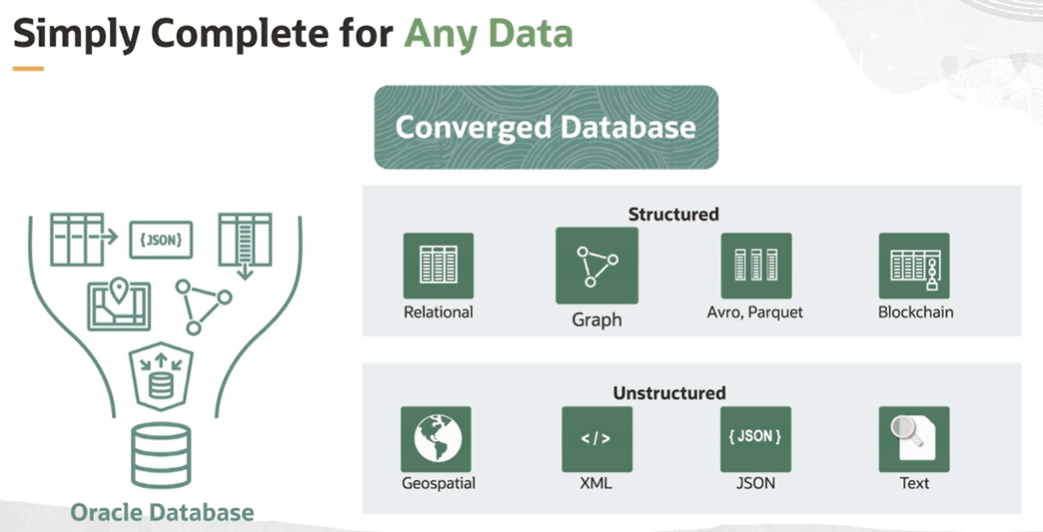 Simply Complete for Any Data
Converged Database
{JSON}
Structured
Relational
Graph
Avro, Parquet
Blockchain
Unstructured
</>
{ JSON }
Geospatial
XML
JSON
Text
Oracle Database